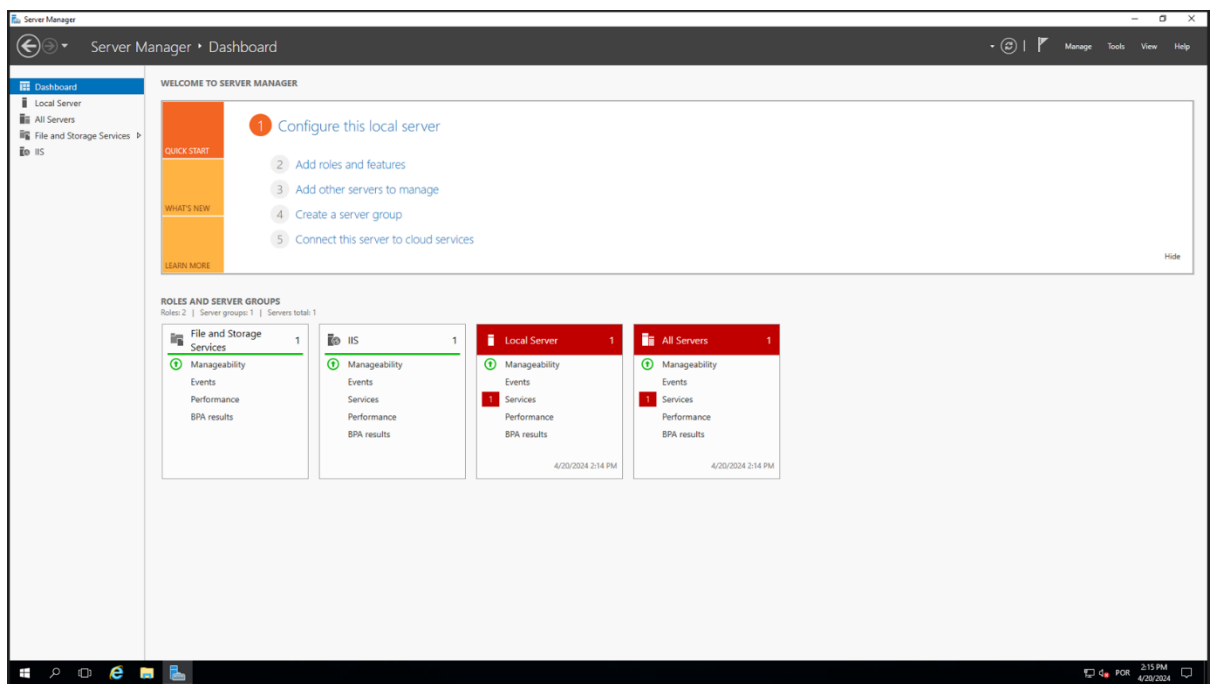 Server Manager
Server Manager • Dashboard
Manage Tools View Help
Dashboard
Local Server
All Servers
File and Storage Services
IIS
WELCOME TO SERVER MANAGER
QUICK START
WHAT'S NEW
LEARN MORE
1 Configure this local server
2 Add roles and features
3 Add other servers to manage
4 Create a server group
5 Connect this server to cloud services
Hide
ROLES AND SERVER GROUPS
Roles: 2 | Server groups: 1 | Servers total: 1
File and Storage
Services
1
Manageability
Events
Performance
BPA results
IIS 1
Manageability
Events
Services
Performance
BPA results
Local Server 1
Manageability
Events
1 Services
Performance
BPA results
4/20/2024 2:14 PM
All Servers 1
Manageability
Events
1 Services
Performance
BPA results
4/20/2024 2:14 PM
POR
2:15 PM
4/20/2024